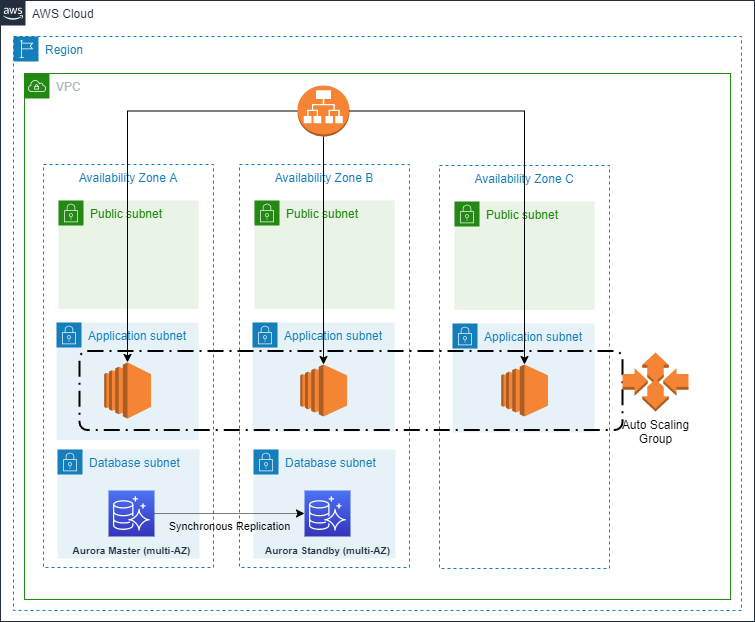 aws
AWS Cloud
Region
VPC
Availability Zone A
Availability Zone B
Availability Zone C
Public subnet
Public subnet
Public subnet
Application subnet
Application subnet
Application subnet
Auto Scaling
Group
Database subnet
Database subnet
Synchronous Replication
Aurora Master (multi-AZ)
Aurora Standby (multi-AZ)